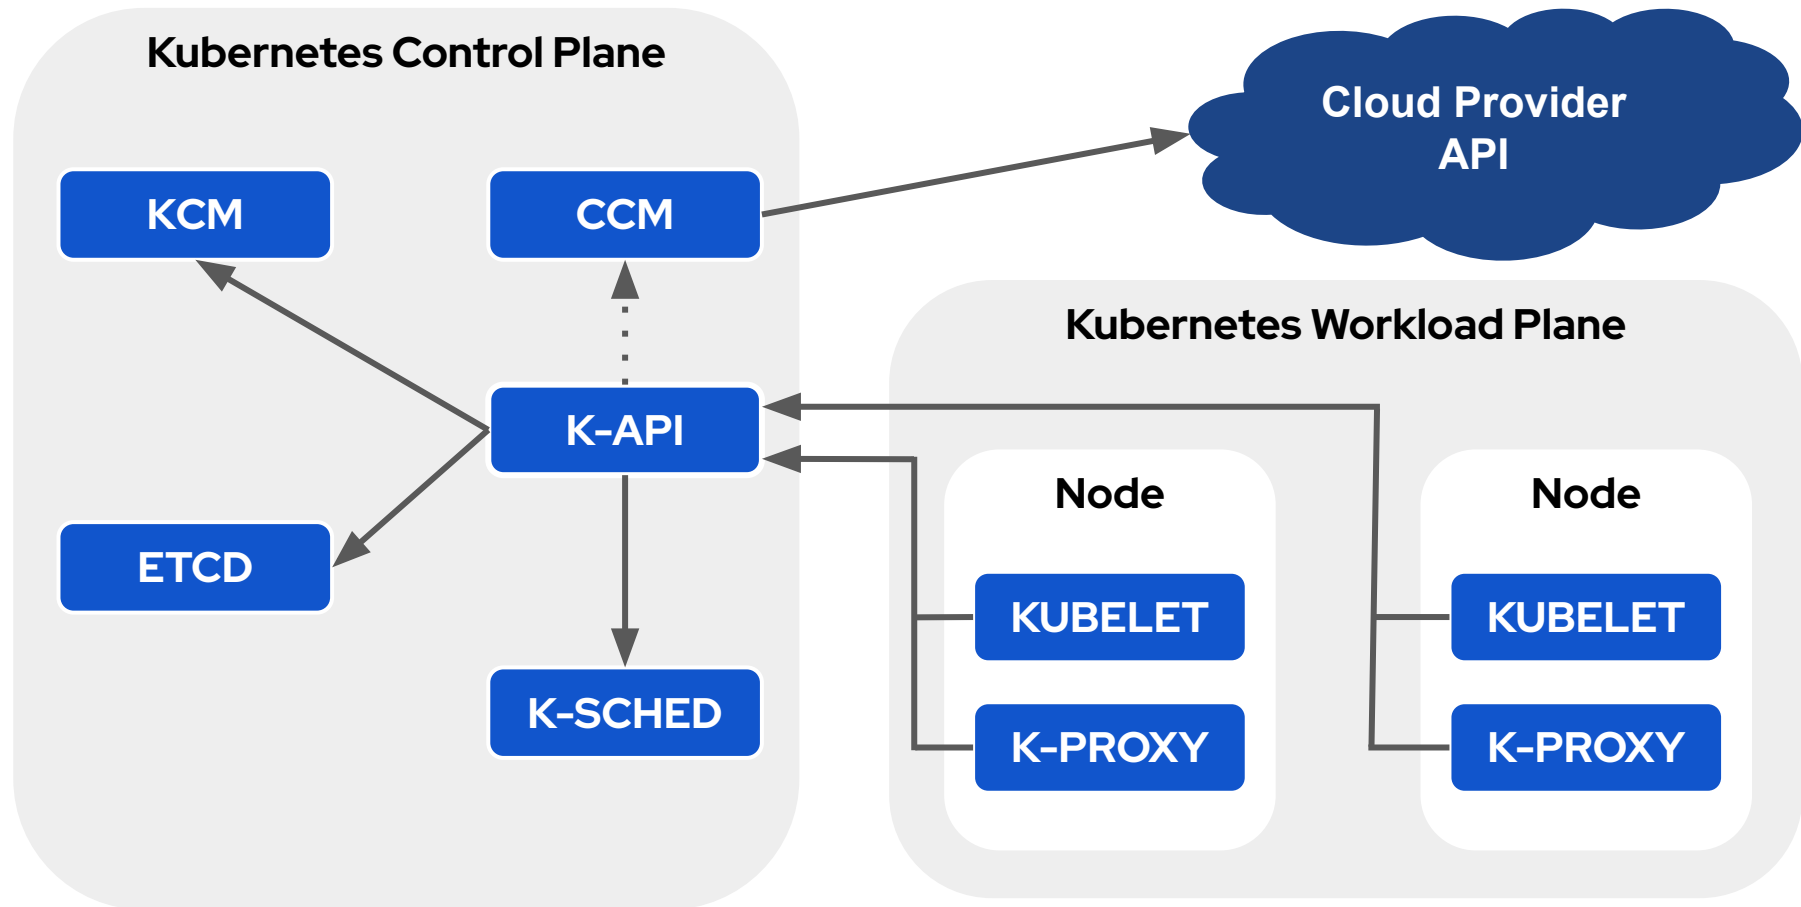 Kubernetes Control Plane
KCM
CCM
K-API
ETCD
K-SCHED
Cloud Provider
API
Kubernetes Workload Plane
Node
KUBELET
K-PROXY
Node
KUBELET
K-PROXY